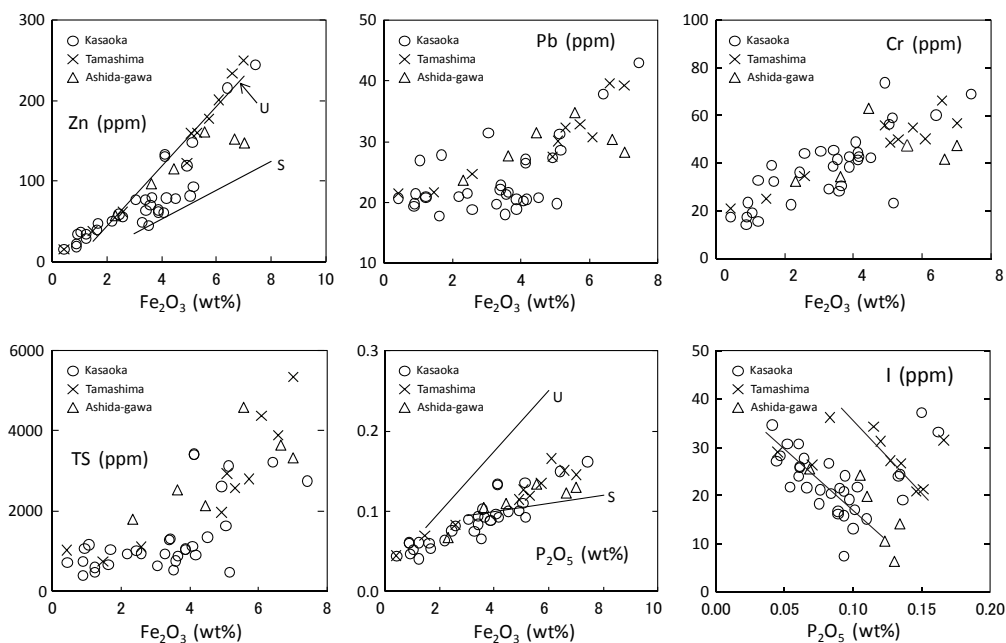 300
200
100
0
Zn (ppm)
Kasaoka
Tamashima
Ashida-gawa
U
S
0 2 4 6 8 10
Fe₂O₃ (wt%)
50
40
30
20
10
Pb (ppm)
Kasaoka
Tamashima
Ashida-gawa
0 2 4 6 8
Fe₂O₃ (wt%)
100
80
60
40
20
0
Cr (ppm)
Kasaoka
Tamashima
Ashida-gawa
0 2 4 6 8
Fe₂O₃ (wt%)
6000
4000
2000
0
TS (ppm)
Kasaoka
Tamashima
Ashida-gawa
0 2 4 6 8
Fe₂O₃ (wt%)
0.3
0.2
0.1
0.0
Kasaoka
Tamashima
Ashida-gawa
U
S
P₂O₅ (wt%)
0 2 4 6 8 10
Fe₂O₃ (wt%)
50
40
30
20
10
0
I (ppm)
Kasaoka
Tamashima
Ashida-gawa
0.00 0.05 0.10 0.15 0.20
P₂O₅ (wt%)